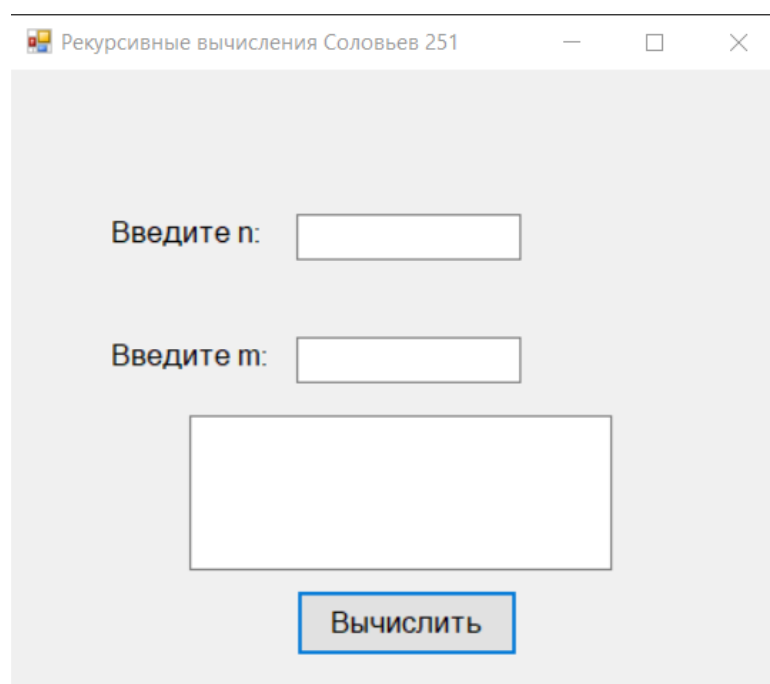 Рекурсивные вычисления Соловьев 251
Введите n:
Введите m:
Вычислить